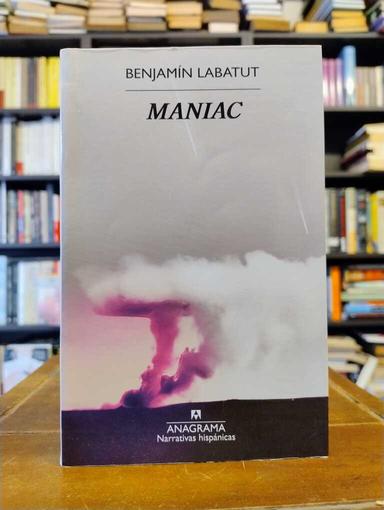 BENJAMÍN LABATUT
MANIAC
ANAGRAMA
Narrativas hispánicas